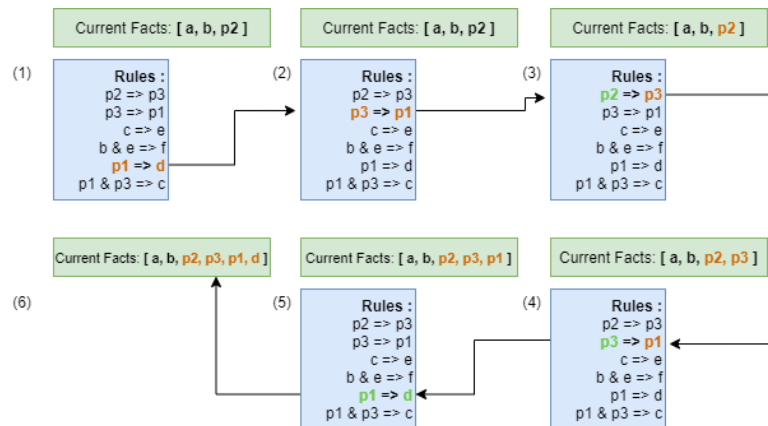 Current Facts: [ a, b, p2 ]
(1)
Rules :
p2 => p3
p3 => p1
c => e
b & e => f
p1 => d
p1 & p3 => c
Current Facts: [ a, b, p2 ]
(2)
Rules :
p2 => p3
p3 => p1
c => e
b & e => f
p1 => d
p1 & p3 => c
Current Facts: [ a, b, p2 ]
(3)
Rules :
p2 => p3
p3 => p1
c => e
b & e => f
p1 => d
p1 & p3 => c
Current Facts: [ a, b, p2, p3 ]
(4)
Rules :
p2 => p3
p3 => p1
c => e
b & e => f
p1 => d
p1 & p3 => c
Current Facts: [ a, b, p2, p3, p1 ]
(5)
Rules :
p2 => p3
p3 => p1
c => e
b & e => f
p1 => d
p1 & p3 => c
Current Facts: [ a, b, p2, p3, p1, d ]
(6)